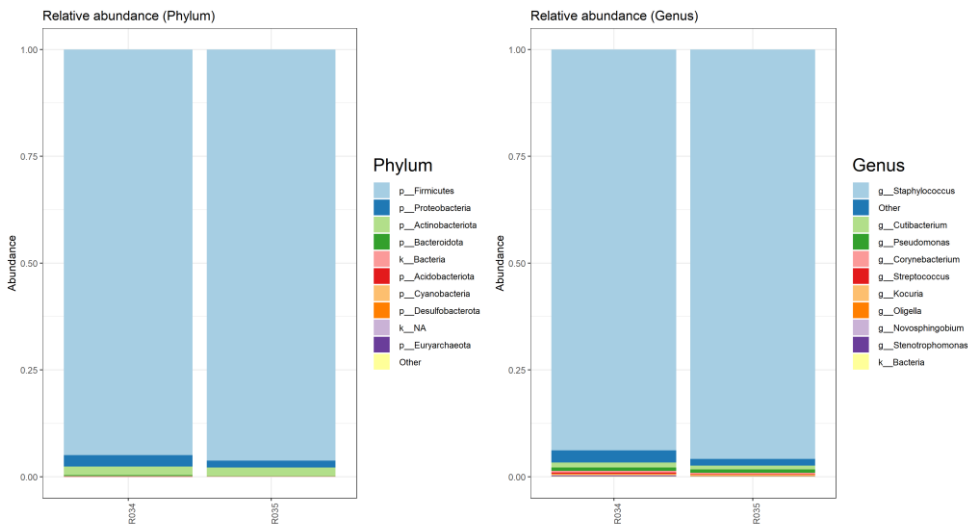 Relative abundance (Phylum)
Abundance
1.00
0.75
0.50
0.25
0.00
R034
R035
Phylum
p__Firmicutes
p__Proteobacteria
p__Actinobacteriota
p__Bacteroidota
k__Bacteria
p__Acidobacteriota
p__Cyanobacteria
p__Desulfobacterota
k__NA
p__Euryarchaeota
Other
Relative abundance (Genus)
Abundance
1.00
0.75
0.50
0.25
0.00
R034
R035
Genus
g__Staphylococcus
Other
g__Cutibacterium
g__Pseudomonas
g__Corynebacterium
g__Streptococcus
g__Kocuria
g__Oligella
g__Novosphingobium
g__Stenotrophomonas
k__Bacteria